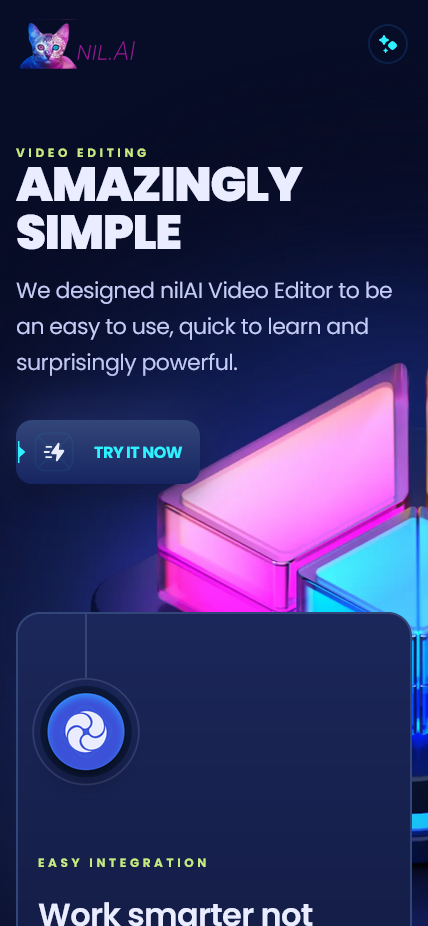 NIL.AI
VIDEO EDITING
AMAZINGLY
SIMPLE
We designed nilAI Video Editor to be
an easy to use, quick to learn and
surprisingly powerful.
TRY IT NOW
EASY INTEGRATION
Work smarter not